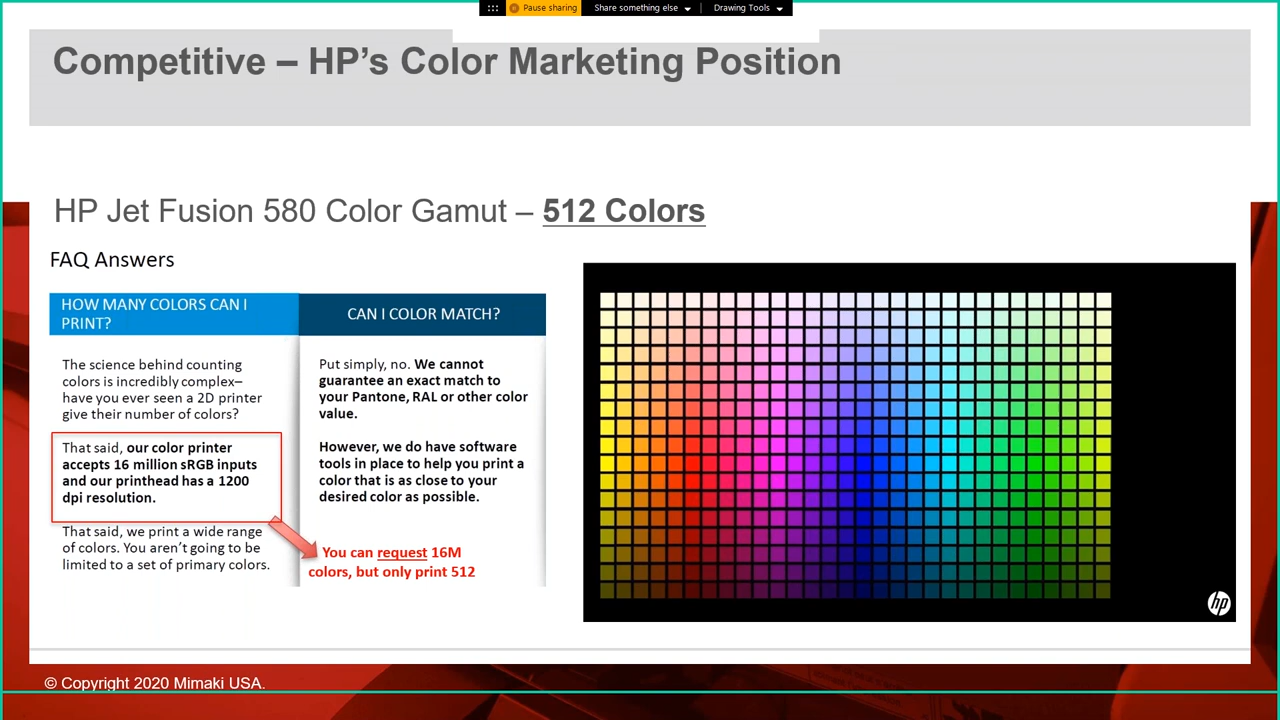 Pause sharing
Share something else
Drawing Tools
Competitive – HP’s Color Marketing Position
HP Jet Fusion 580 Color Gamut – 512 Colors
FAQ Answers
HOW MANY COLORS CAN I
PRINT?
The science behind counting
colors is incredibly complex–
have you ever seen a 2D printer
give their number of colors?
That said, our color printer
accepts 16 million sRGB inputs
and our printhead has a 1200
dpi resolution.
That said, we print a wide range
of colors. You aren’t going to be
limited to a set of primary colors.
CAN I COLOR MATCH?
Put simply, no. We cannot
guarantee an exact match to
your Pantone, RAL or other color
value.
However, we do have software
tools in place to help you print a
color that is as close to your
desired color as possible.
You can request 16M
colors, but only print 512
hp
© Copyright 2020 Mimaki USA.